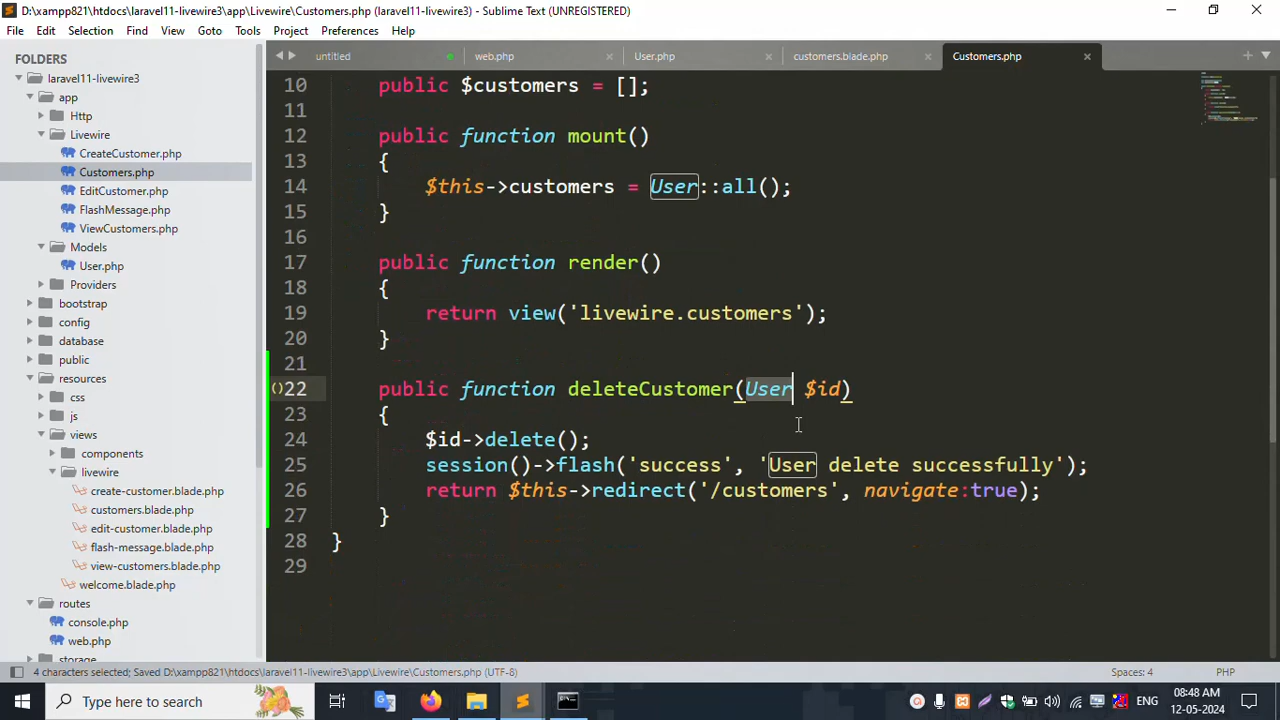 D:\xampp821\htdocs\laravel11-livewire3\app\Livewire\Customers.php (laravel11-livewire3) - Sublime Text (UNREGISTERED)
File Edit Selection Find View Goto Tools Project Preferences Help
FOLDERS
laravel11-livewire3
app
Http
Livewire
CreateCustomer.php
Customers.php
EditCustomer.php
FlashMessage.php
ViewCustomers.php
Models
User.php
Providers
bootstrap
config
database
public
resources
css
js
views
components
livewire
create-customer.blade.php
customers.blade.php
edit-customer.blade.php
flash-message.blade.php
view-customers.blade.php
welcome.blade.php
routes
console.php
web.php
storage
untitled web.php User.php customers.blade.php Customers.php
10 public $customers = [];
11
12 public function mount()
13 {
14 $this->customers = User::all();
15 }
16
17 public function render()
18 {
19 return view('livewire.customers');
20 }
21
22 public function deleteCustomer(User $id)
23 {
24 $id->delete();
25 session()->flash('success', 'User delete successfully');
26 return $this->redirect('/customers', navigate:true);
27 }
28 }
29
4 characters selected; Saved D:\xampp821\htdocs\laravel11-livewire3\app\Livewire\Customers.php (UTF-8) Spaces: 4 PHP
Type here to search
ENG
08:48 AM
12-05-2024